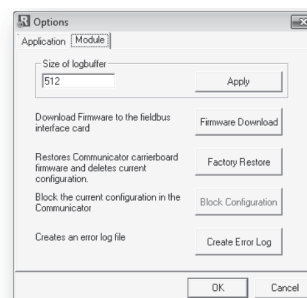 Options
Application Module
Size of logbuffer
512
Apply
Download Firmware to the fieldbus
interface card
Firmware Download
Restores Communicator carrierboard
firmware and deletes current
configuration.
Factory Restore
Block the current configuration in the
Communicator
Block Configuration
Creates an error log file
Create Error Log
OK Cancel